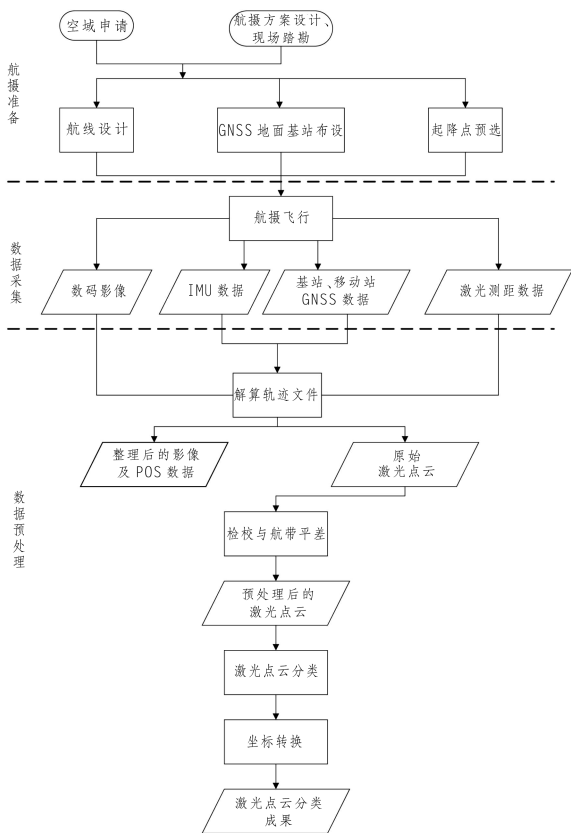 空域申请
航摄方案设计、
现场踏勘
航摄准备
航线设计
GNSS 地面基站布设
起降点预选
航摄飞行
数据采集
数码影像
IMU 数据
基站、移动站
GNSS 数据
激光测距数据
解算轨迹文件
整理后的影像
及 POS 数据
原始
激光点云
数据预处理
检校与航带平差
预处理后的
激光点云
激光点云分类
坐标转换
激光点云分类
成果